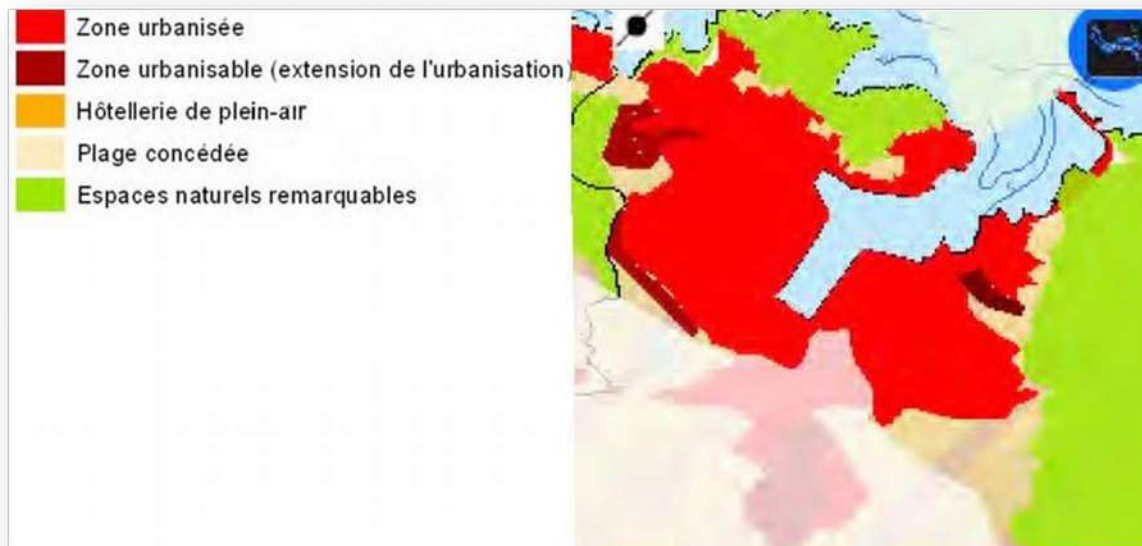 Zone urbanisée
Zone urbanisable (extension de l'urbanisation)
Hôtellerie de plein-air
Plage concédée
Espaces naturels remarquables